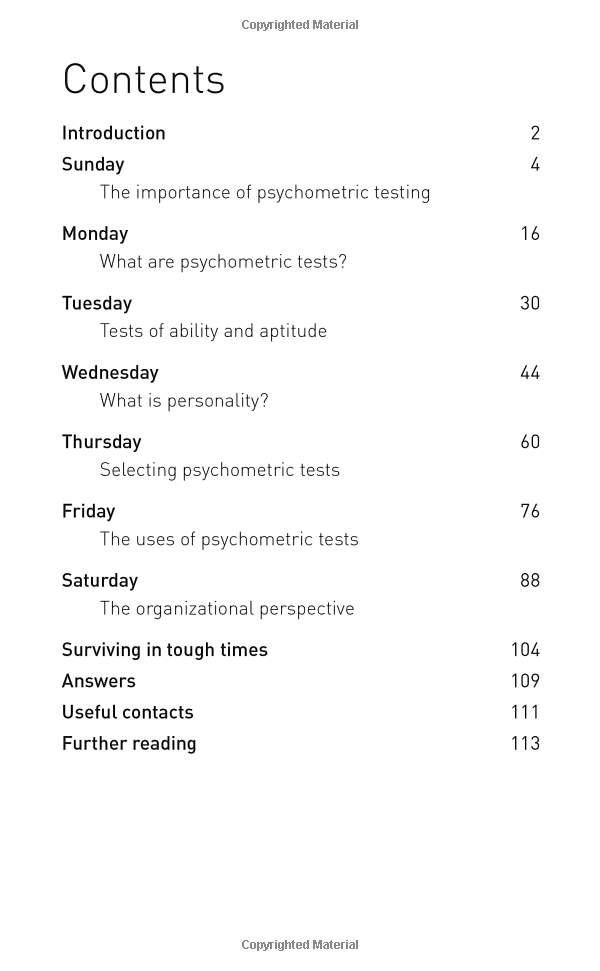 Copyrighted Material
Contents
Introduction 2
Sunday 4
The importance of psychometric testing
Monday 16
What are psychometric tests?
Tuesday 30
Tests of ability and aptitude
Wednesday 44
What is personality?
Thursday 60
Selecting psychometric tests
Friday 76
The uses of psychometric tests
Saturday 88
The organizational perspective
Surviving in tough times 104
Answers 109
Useful contacts 111
Further reading 113
Copyrighted Material